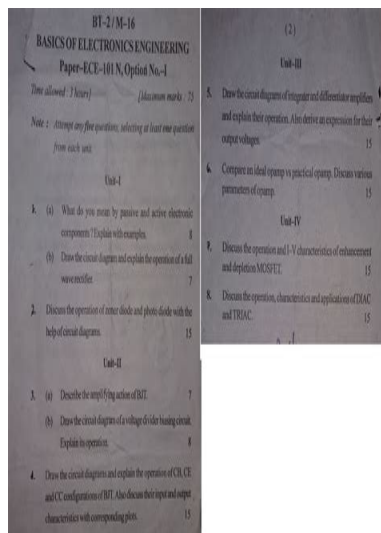 BT-2/M-16
BASICS OF ELECTRONICS ENGINEERING
Paper-ECE-101 N, Option No.-I
Time allowed : 3 hours] [Maximum marks : 75
Note : Attempt any five questions, selecting at least one question
from each unit.
Unit-I
1. (a) What do you mean by passive and active electronic
components ? Explain with examples. 8
(b) Draw the circuit diagram and explain the operation of a full
wave rectifier. 7
2. Discuss the operation of zener diode and photo diode with the
help of circuit diagrams. 15
Unit-II
3. (a) Describe the amplifying action of BJT. 7
(b) Draw the circuit diagram of a voltage divider biasing circuit.
Explain its operation. 8
4. Draw the circuit diagrams and explain the operation of CB, CE
and CC configurations of BJT. Also discuss their input and output
characteristics with corresponding plots. 15
(2)
Unit-III
5. Draw the circuit diagrams of integrator and differentiator amplifiers
and explain their operation. Also derive an expression for their
output voltages. 15
6. Compare an ideal opamp vs practical opamp. Discuss various
parameters of opamp. 15
Unit-IV
7. Discuss the operation and I-V characteristics of enhancement
and depletion MOSFET. 15
8. Discuss the operation, characteristics and applications of DIAC
and TRIAC. 15